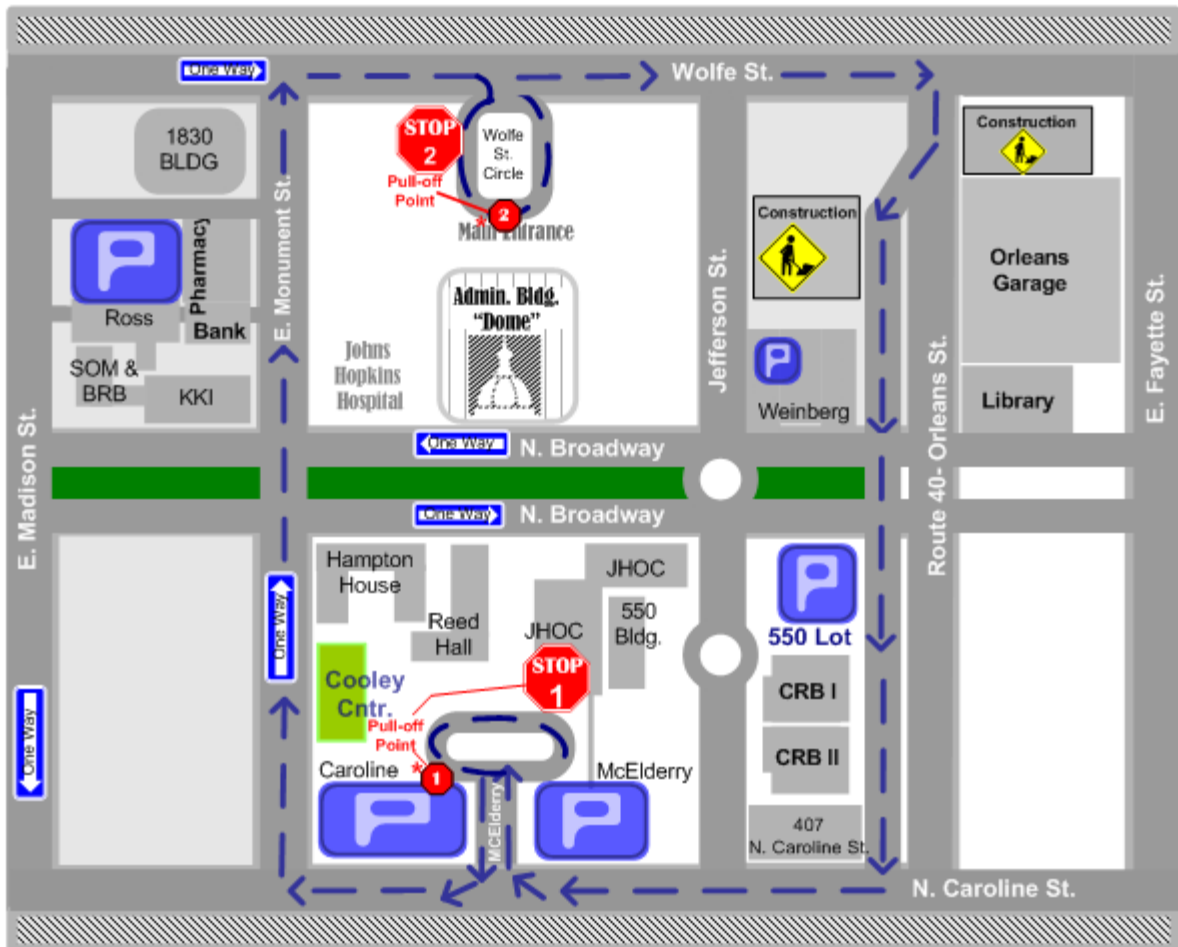 One Way
Wolfe St.
1830
BLDG
STOP
2
Wolfe
St.
Circle
Pull-off
Point
2
*
Main Entrance
Construction
Construction
E. Monument St.
P
Pharmacy
Ross
Bank
SOM &
BRB
KKI
Admin. Bldg.
“Dome”
Johns
Hopkins
Hospital
Jefferson St.
P
Weinberg
Orleans
Garage
Library
E. Fayette St.
Route 40- Orleans St.
E. Madison St.
One Way
N. Broadway
One Way
N. Broadway
One Way
One Way
Hampton
House
Reed
Hall
JHOC
JHOC
550
Bldg.
STOP
1
Cooley
Cntr.
Pull-off
Point
*
1
Caroline
P
McElderry
P
MCElderry
P
550 Lot
CRB I
CRB II
407
N. Caroline St.
N. Caroline St.